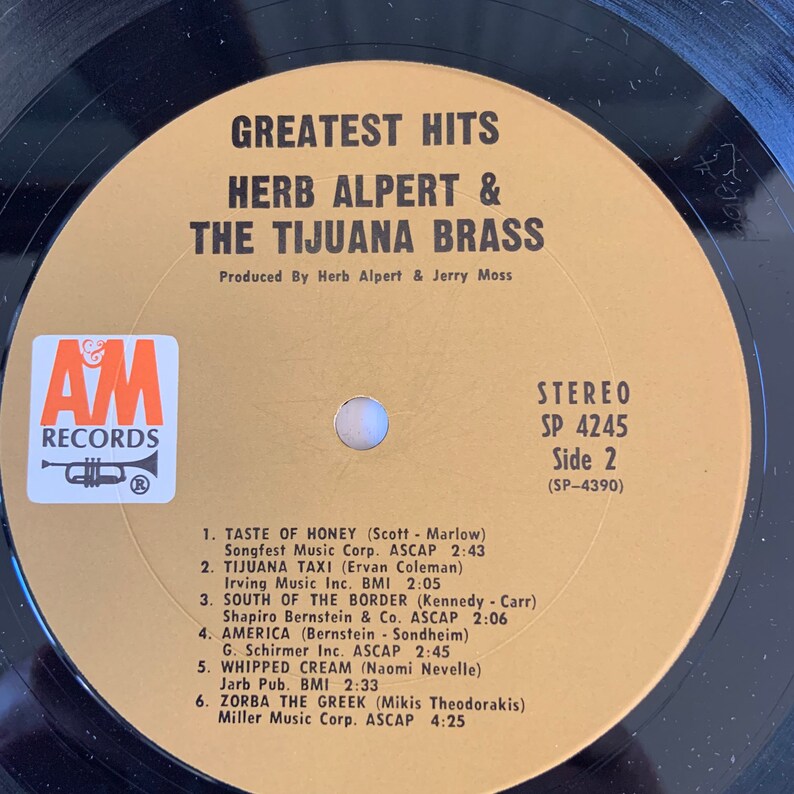 GREATEST HITS
HERB ALPERT &
THE TIJUANA BRASS
Produced By Herb Alpert & Jerry Moss
A&M
RECORDS
®
STEREO
SP 4245
Side 2
(SP-4390)
1. TASTE OF HONEY (Scott - Marlow)
Songfest Music Corp. ASCAP 2:43
2. TIJUANA TAXI (Ervan Coleman)
Irving Music Inc. BMI 2:05
3. SOUTH OF THE BORDER (Kennedy - Carr)
Shapiro Bernstein & Co. ASCAP 2:06
4. AMERICA (Bernstein - Sondheim)
G. Schirmer Inc. ASCAP 2:45
5. WHIPPED CREAM (Naomi Nevelle)
Jarb Pub. BMI 2:33
6. ZORBA THE GREEK (Mikis Theodorakis)
Miller Music Corp. ASCAP 4:25